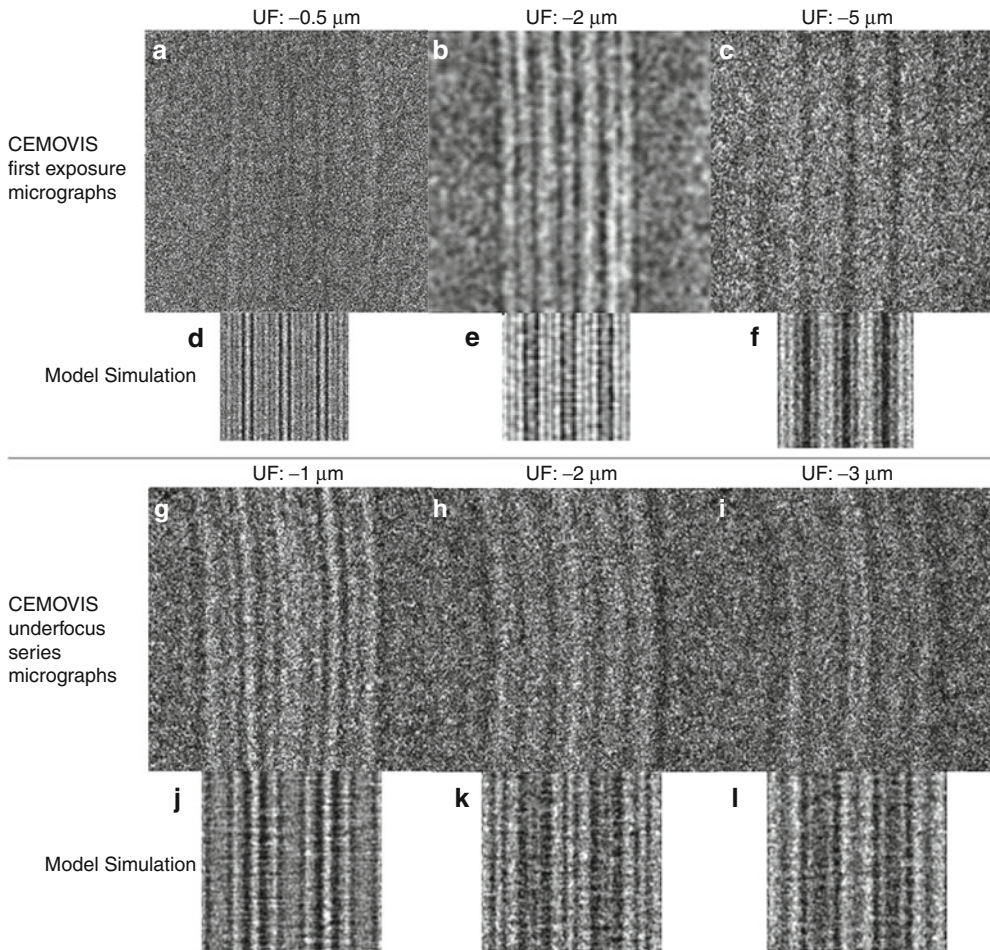 UF: –0.5 μm
UF: –2 μm
UF: –5 μm
a
b
c
CEMOVIS
first exposure
micrographs
d
e
f
Model Simulation
UF: –1 μm
UF: –2 μm
UF: –3 μm
g
h
i
CEMOVIS
underfocus
series
micrographs
j
k
l
Model Simulation